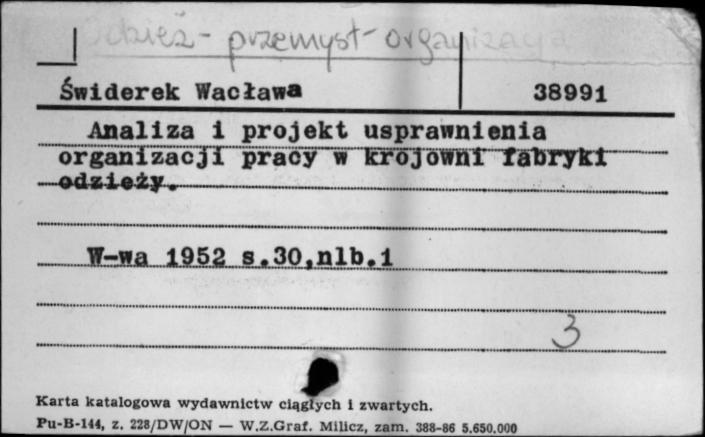 Odzież - przemysł - organizacja
Świderek Wacława 38991
Analiza i projekt usprawnienia
organizacji pracy w krojowni fabryki
odzieży.
W-wa 1952 s.30,nlb.1
3
Karta katalogowa wydawnictw ciągłych i zwartych.
Pu-B-144, z. 228/DW/ON — W.Z.Graf. Milicz, zam. 388-86 5.650.000